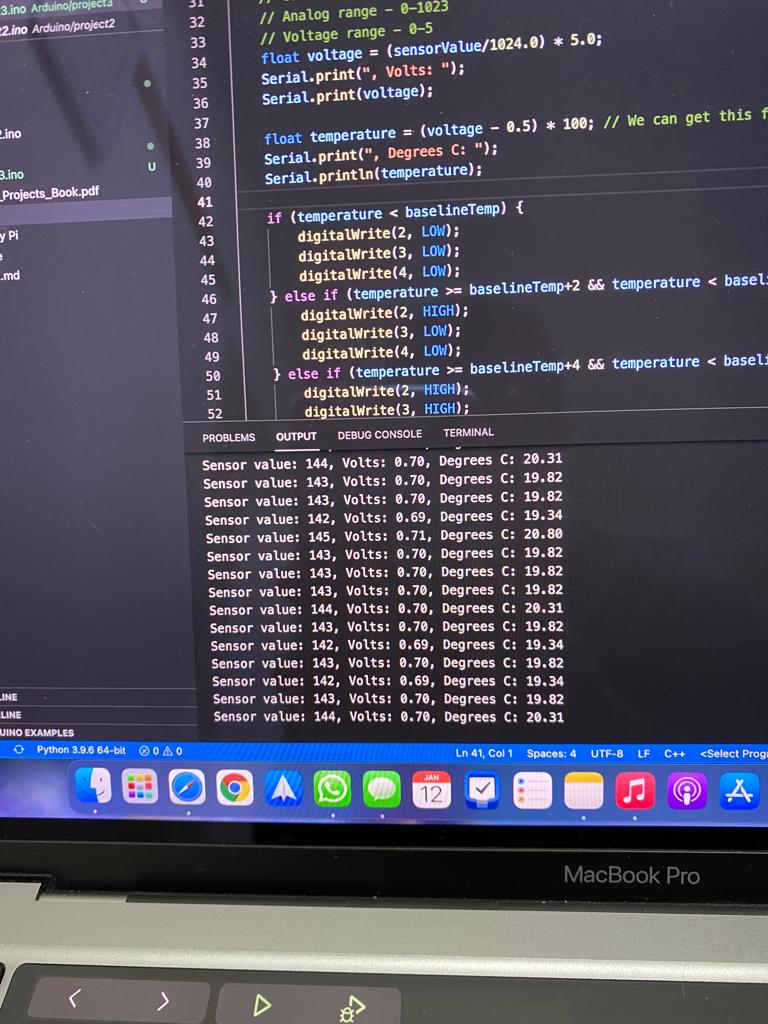 3.ino Arduino/project3
2.ino Arduino/project2
2.ino
3.ino U
_Projects_Book.pdf
y Pi
e
.md
LINE
LINE
UINO EXAMPLES
31
32 // Analog range - 0-1023
33 // Voltage range - 0-5
34 float voltage = (sensorValue/1024.0) * 5.0;
35 Serial.print(", Volts: ");
36 Serial.print(voltage);
37
38 float temperature = (voltage - 0.5) * 100; // We can get this f
39 Serial.print(", Degrees C: ");
40 Serial.println(temperature);
41
42 if (temperature < baselineTemp) {
43 digitalWrite(2, LOW);
44 digitalWrite(3, LOW);
45 digitalWrite(4, LOW);
46 } else if (temperature >= baselineTemp+2 && temperature < basel
47 digitalWrite(2, HIGH);
48 digitalWrite(3, LOW);
49 digitalWrite(4, LOW);
50 } else if (temperature >= baselineTemp+4 && temperature < baseli
51 digitalWrite(2, HIGH);
52 digitalWrite(3, HIGH);
PROBLEMS OUTPUT DEBUG CONSOLE TERMINAL
Sensor value: 144, Volts: 0.70, Degrees C: 20.31
Sensor value: 143, Volts: 0.70, Degrees C: 19.82
Sensor value: 143, Volts: 0.70, Degrees C: 19.82
Sensor value: 142, Volts: 0.69, Degrees C: 19.34
Sensor value: 145, Volts: 0.71, Degrees C: 20.80
Sensor value: 143, Volts: 0.70, Degrees C: 19.82
Sensor value: 143, Volts: 0.70, Degrees C: 19.82
Sensor value: 143, Volts: 0.70, Degrees C: 19.82
Sensor value: 144, Volts: 0.70, Degrees C: 20.31
Sensor value: 143, Volts: 0.70, Degrees C: 19.82
Sensor value: 142, Volts: 0.69, Degrees C: 19.34
Sensor value: 143, Volts: 0.70, Degrees C: 19.82
Sensor value: 142, Volts: 0.69, Degrees C: 19.34
Sensor value: 143, Volts: 0.70, Degrees C: 19.82
Sensor value: 144, Volts: 0.70, Degrees C: 20.31
Python 3.9.6 64-bit 0 0 Ln 41, Col 1 Spaces: 4 UTF-8 LF C++ <Select Progr
JAN
12
MacBook Pro